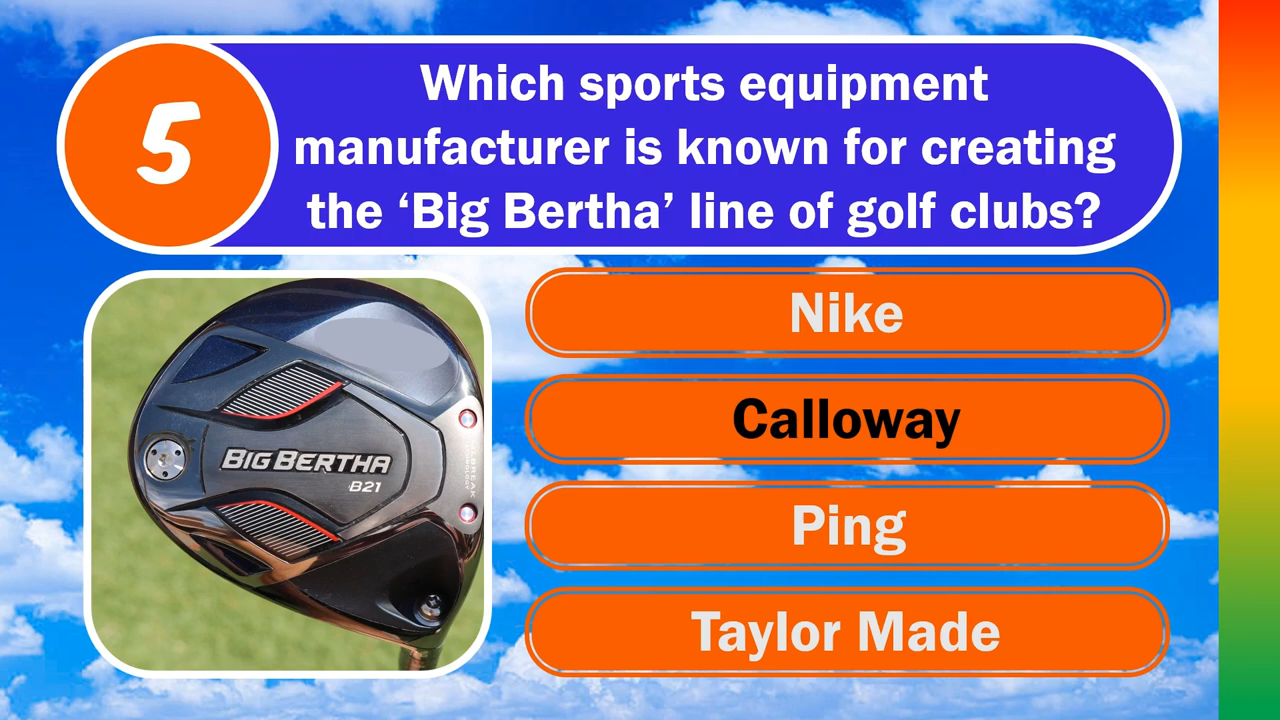 5
Which sports equipment
manufacturer is known for creating
the ‘Big Bertha’ line of golf clubs?
BIG BERTHA
B21
Nike
Calloway
Ping
Taylor Made